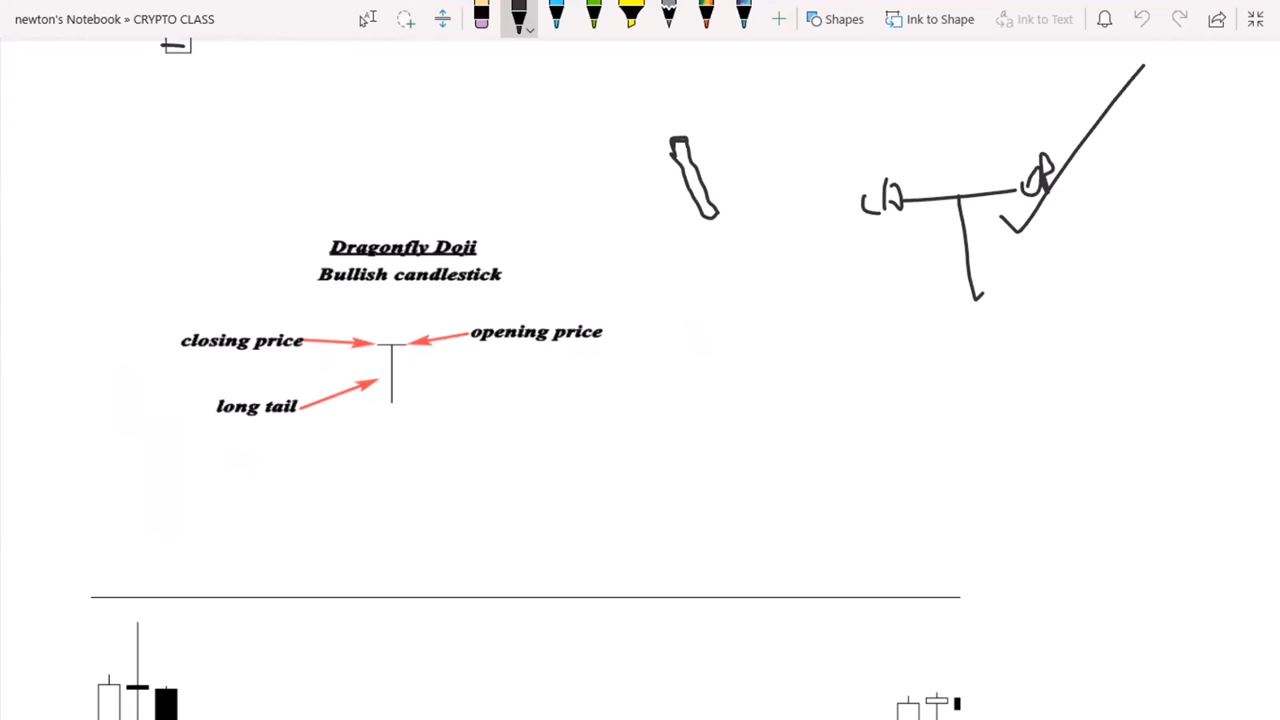 newton's Notebook » CRYPTO CLASS
Shapes
Ink to Shape
Ink to Text
Dragonfly Doji
Bullish candlestick
closing price
opening price
long tail